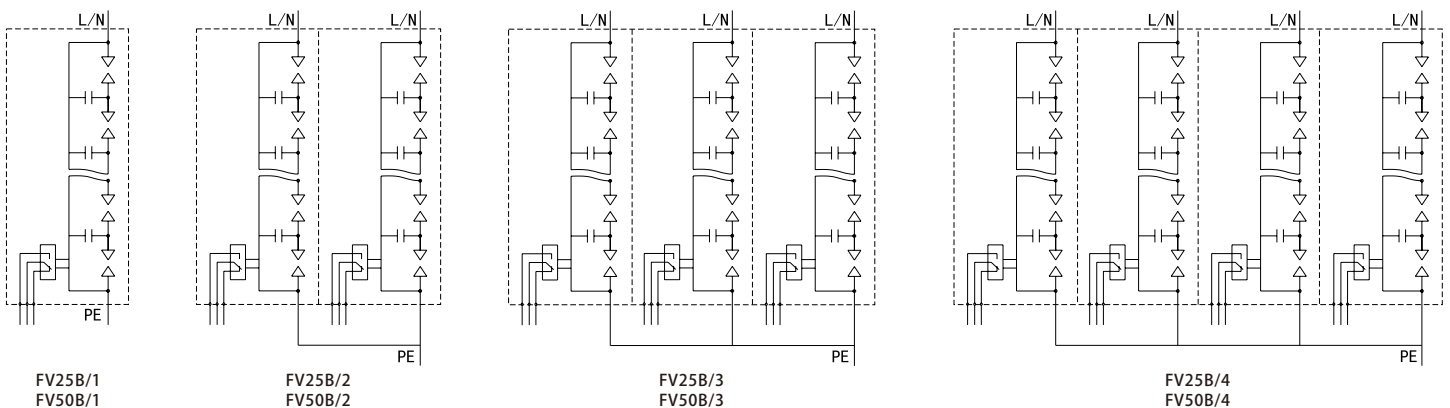 L/N
L/N L/N
L/N L/N L/N
L/N L/N L/N L/N
PE
PE
PE
PE
FV25B/1
FV50B/1
FV25B/2
FV50B/2
FV25B/3
FV50B/3
FV25B/4
FV50B/4